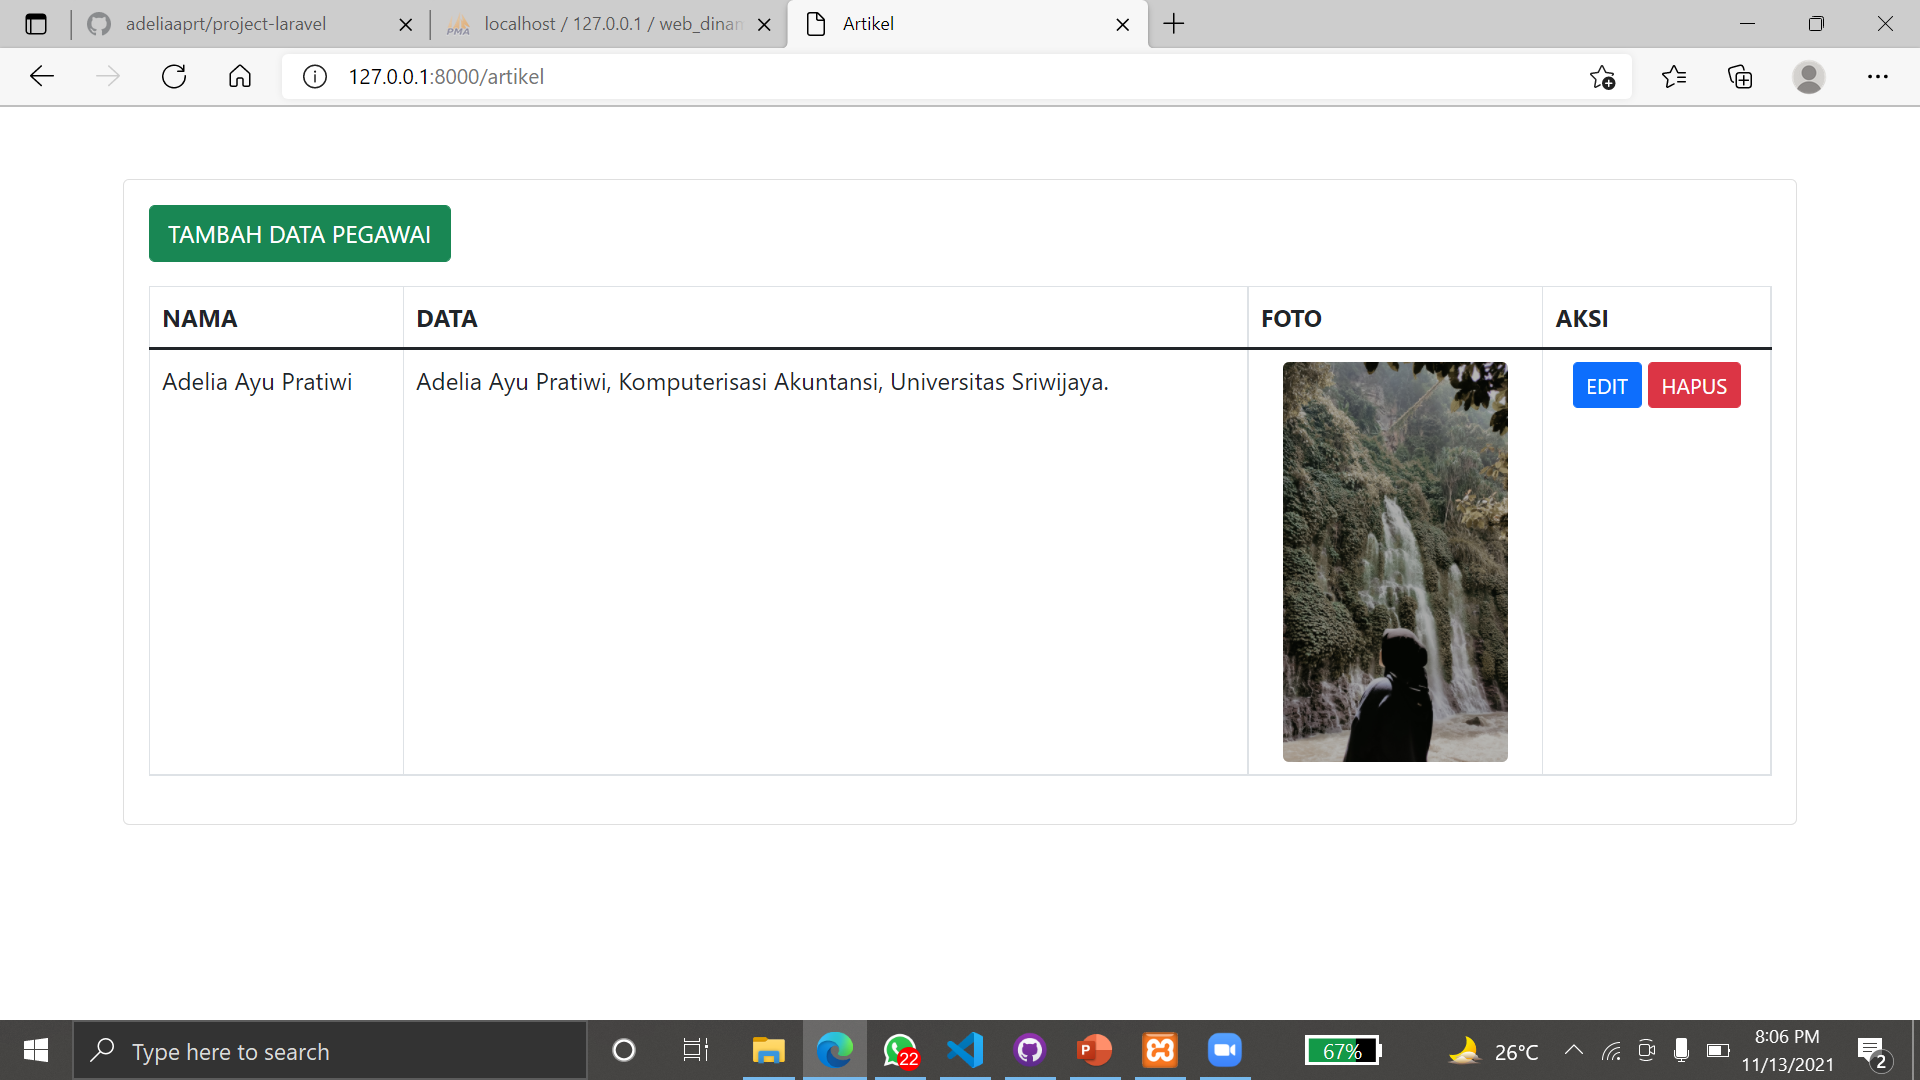 adeliaaprt/project-laravel
PMA
localhost / 127.0.0.1 / web_dinam
Artikel
127.0.0.1:8000/artikel
TAMBAH DATA PEGAWAI
NAMA DATA FOTO AKSI
Adelia Ayu Pratiwi Adelia Ayu Pratiwi, Komputerisasi Akuntansi, Universitas Sriwijaya. EDIT HAPUS
Type here to search
22
P
67%
26°C
8:06 PM
11/13/2021
2